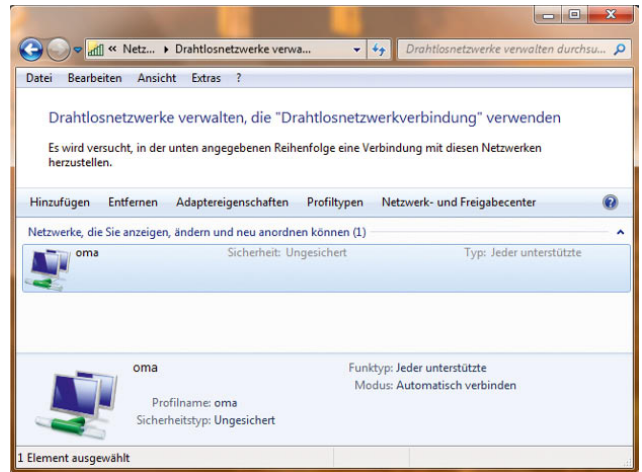 « Netz... ▸ Drahtlosnetzwerke verwa... Drahtlosnetzwerke verwalten durchsu...
Datei Bearbeiten Ansicht Extras ?
Drahtlosnetzwerke verwalten, die "Drahtlosnetzwerkverbindung" verwenden
Es wird versucht, in der unten angegebenen Reihenfolge eine Verbindung mit diesen Netzwerken
herzustellen.
Hinzufügen Entfernen Adaptereigenschaften Profiltypen Netzwerk- und Freigabecenter
Netzwerke, die Sie anzeigen, ändern und neu anordnen können (1)
oma Sicherheit: Ungesichert Typ: Jeder unterstützte
oma Funktyp: Jeder unterstützte
Modus: Automatisch verbinden
Profilname: oma
Sicherheitstyp: Ungesichert
1 Element ausgewählt